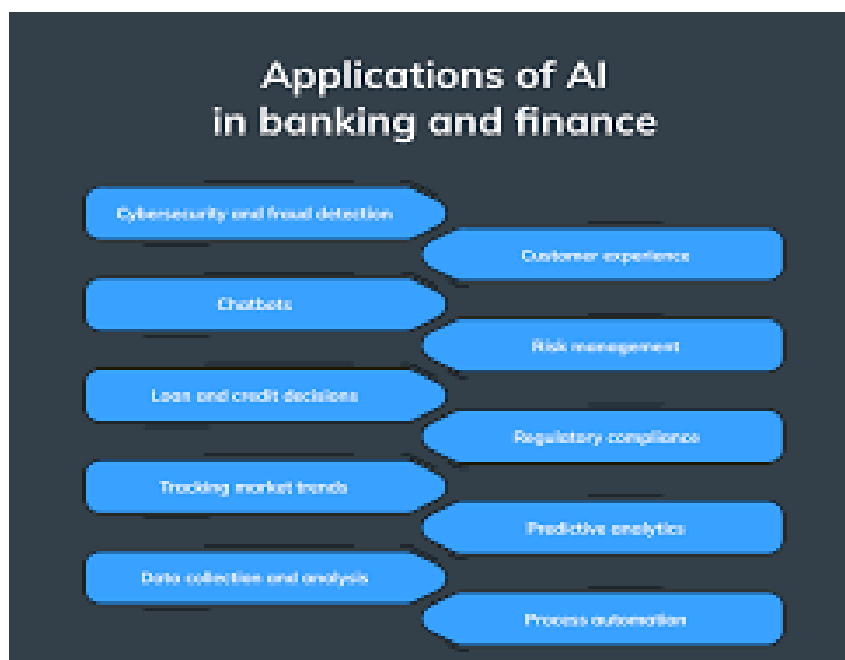 Applications of AI
in banking and finance
Cybersecurity and fraud detection
Customer experience
Chatbots
Risk management
Loan and credit decisions
Regulatory compliance
Tracking market trends
Predictive analytics
Data collection and analysis
Process automation